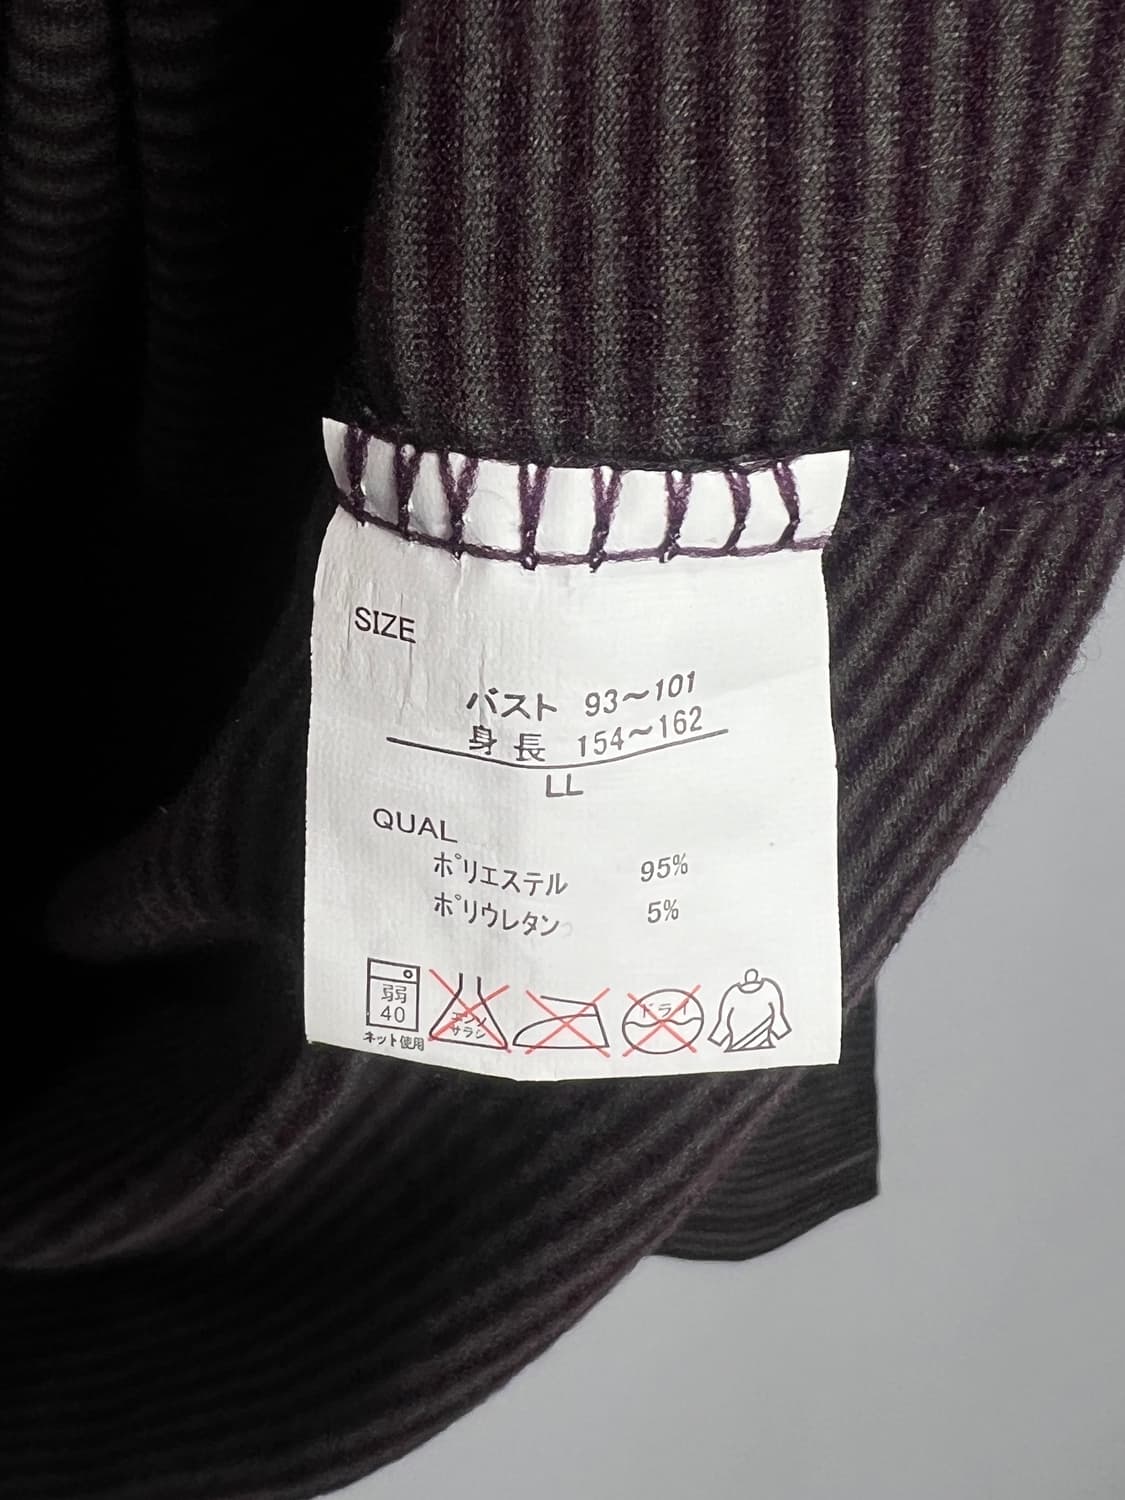 SIZE
バスト 93～101
身長 154～162
LL
QUAL
ポリエステル 95%
ポリウレタン 5%
弱
40
ネット使用
エンソ
サラシ
ドライ